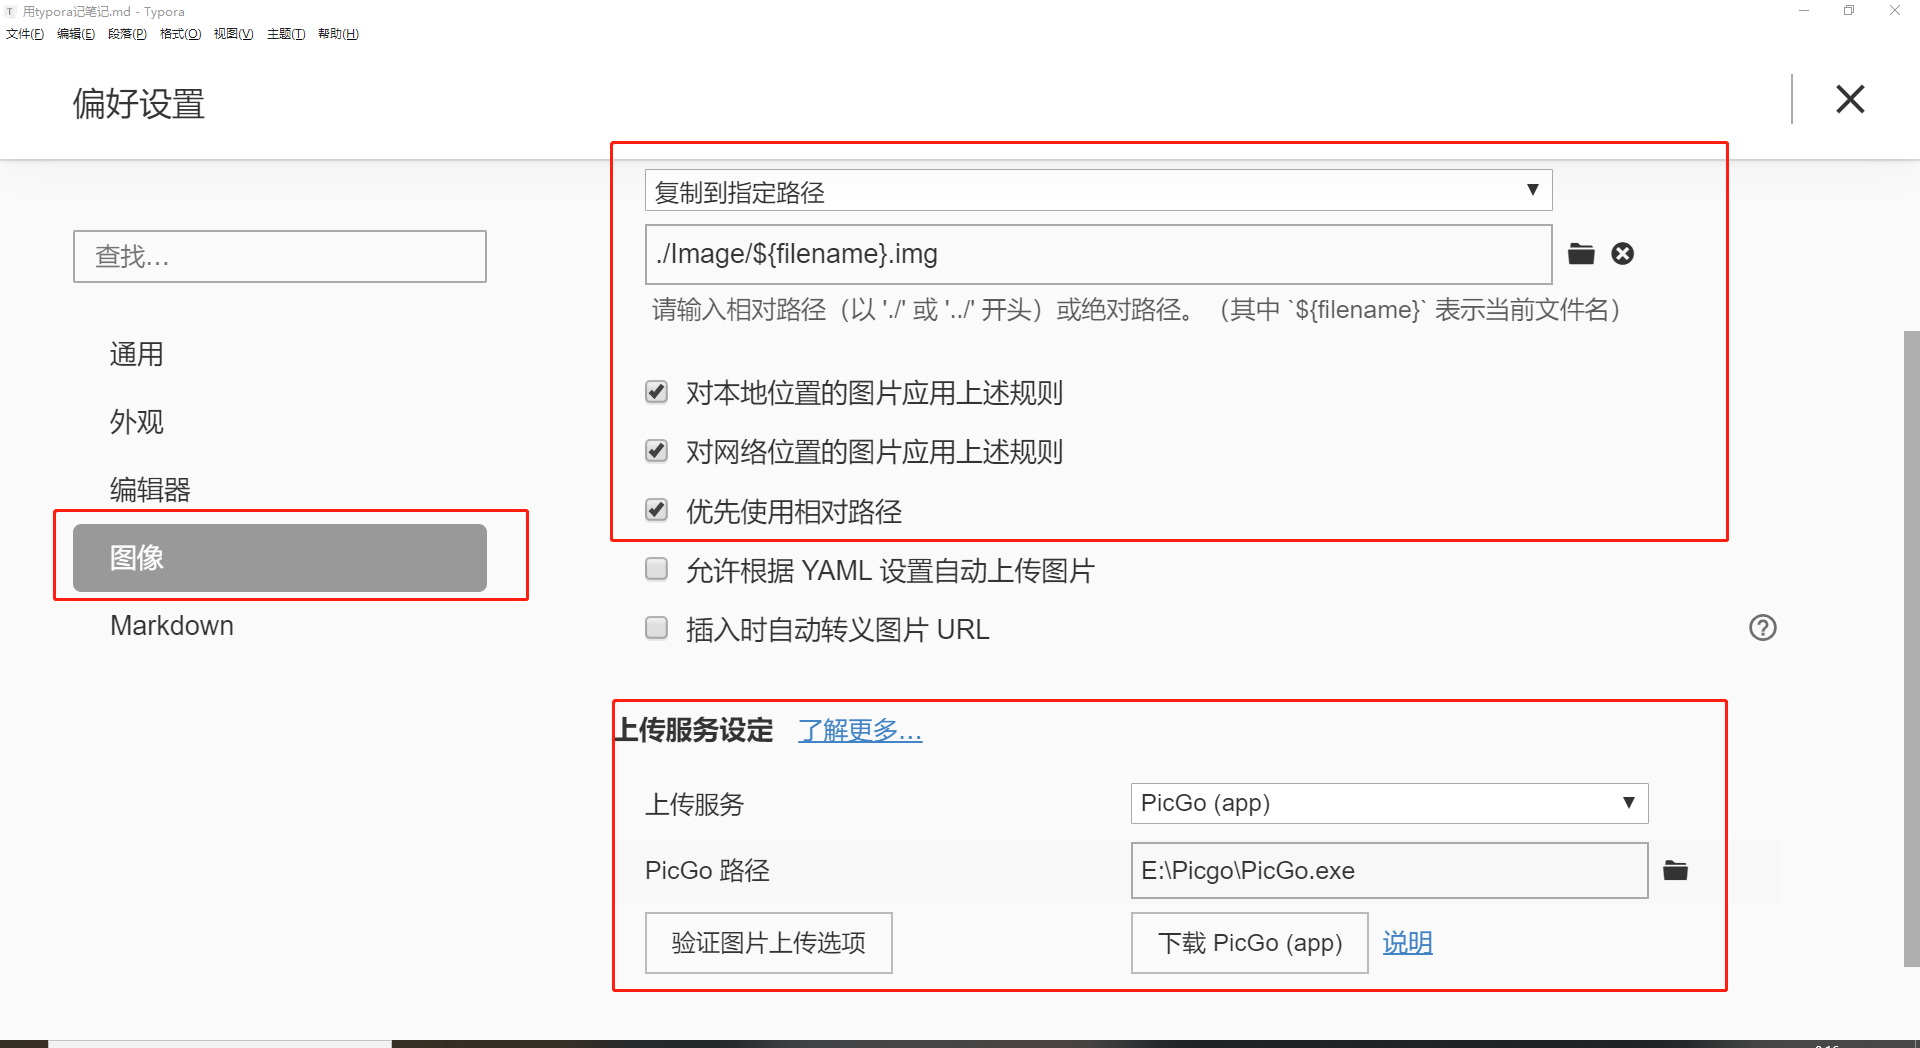 用typora记笔记.md - Typora
文件(F) 编辑(E) 段落(P) 格式(O) 视图(V) 主题(T) 帮助(H)
偏好设置
复制到指定路径
查找…
./Image/${filename}.img
请输入相对路径（以 './' 或 '../' 开头）或绝对路径。（其中 `${filename}` 表示当前文件名）
通用
对本地位置的图片应用上述规则
外观
对网络位置的图片应用上述规则
编辑器
优先使用相对路径
图像
允许根据 YAML 设置自动上传图片
Markdown
插入时自动转义图片 URL
上传服务设定 了解更多…
上传服务 PicGo (app)
PicGo 路径 E:\Picgo\PicGo.exe
验证图片上传选项 下载 PicGo (app) 说明